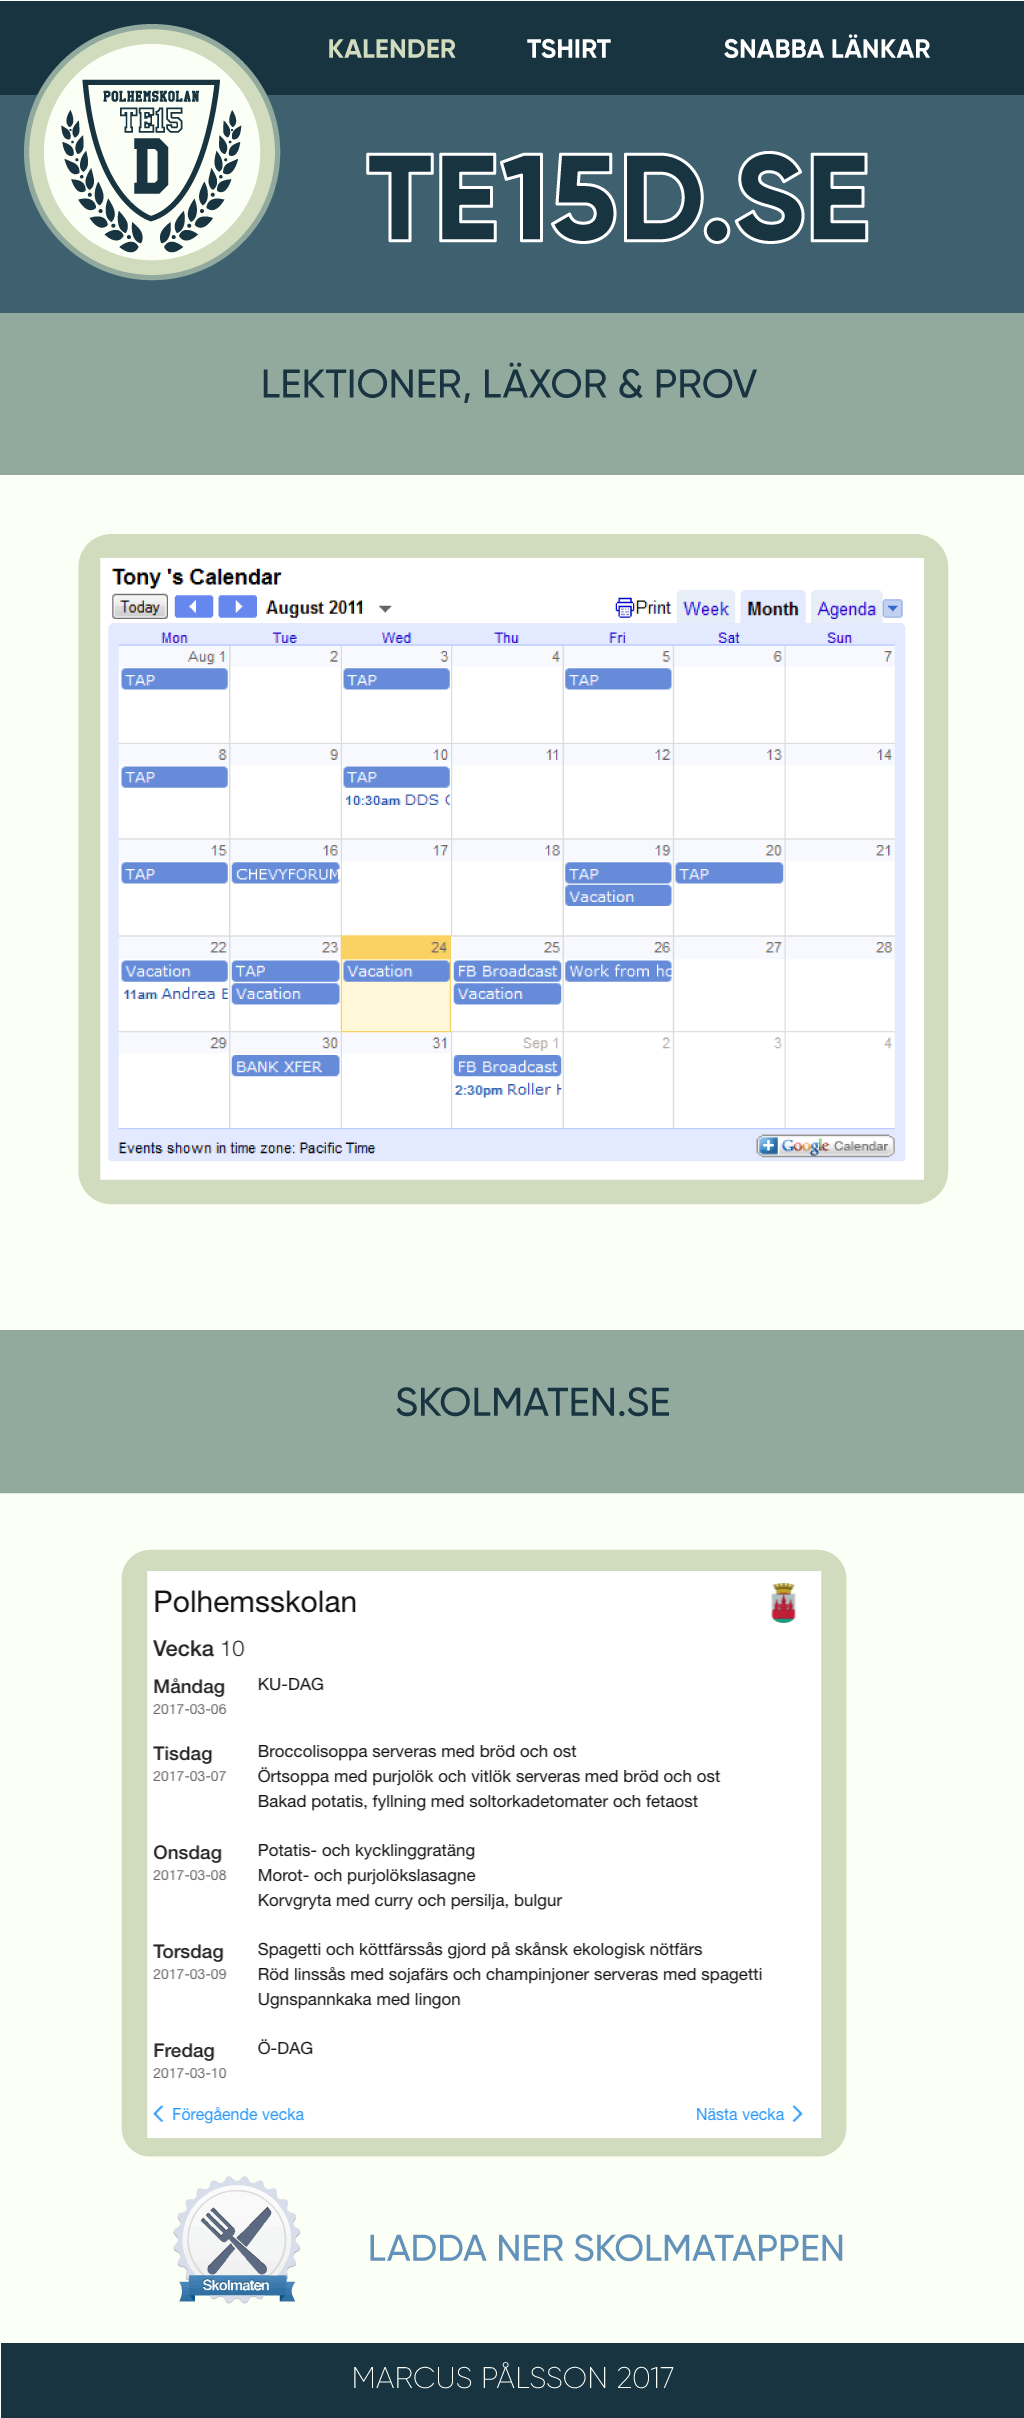 KALENDER TSHIRT SNABBA LÄNKAR
POLHEMSKOLAN
TE15
D
TE15D.SE
LEKTIONER, LÄXOR & PROV
Tony 's Calendar
Today August 2011 Print Week Month Agenda
Mon Tue Wed Thu Fri Sat Sun
Aug 1 2 3 4 5 6 7
TAP TAP TAP
8 9 10 11 12 13 14
TAP TAP
10:30am DDS
15 16 17 18 19 20 21
TAP CHEVYFORUM TAP TAP
Vacation
22 23 24 25 26 27 28
Vacation TAP Vacation FB Broadcast Work from ho
11am Andrea Vacation Vacation
29 30 31 Sep 1 2 3 4
BANK XFER FB Broadcast
2:30pm Roller
Events shown in time zone: Pacific Time Google Calendar
SKOLMATEN.SE
Polhemsskolan
Vecka 10
Måndag KU-DAG
2017-03-06
Tisdag Broccolisoppa serveras med bröd och ost
2017-03-07 Örtsoppa med purjolök och vitlök serveras med bröd och ost
Bakad potatis, fyllning med soltorkadetomater och fetaost
Onsdag Potatis- och kycklinggratäng
2017-03-08 Morot- och purjolökslasagne
Korvgryta med curry och persilja, bulgur
Torsdag Spagetti och köttfärssås gjord på skånsk ekologisk nötfärs
2017-03-09 Röd linssås med sojafärs och champinjoner serveras med spagetti
Ugnspannkaka med lingon
Fredag Ö-DAG
2017-03-10
Föregående vecka Nästa vecka
Skolmaten
LADDA NER SKOLMATAPPEN
MARCUS PÅLSSON 2017